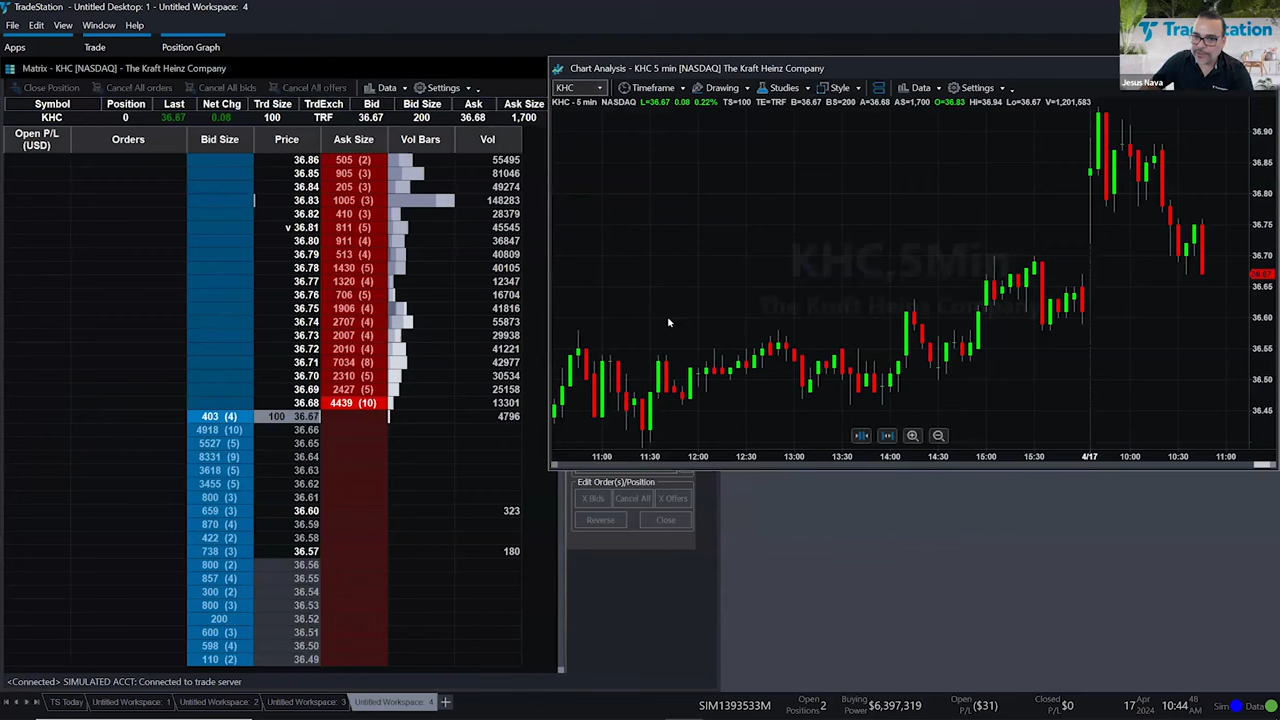 TradeStation - Untitled Desktop: 1 - Untitled Workspace: 4
File Edit View Window Help
Apps Trade Position Graph
TradeStation
Jesus Nava
Matrix - KHC [NASDAQ] - The Kraft Heinz Company
Close Position Cancel All orders Cancel All bids Cancel All offers Data Settings
Symbol Position Last Net Chg Trd Size TrdExch Bid Bid Size Ask Ask Size
KHC 0 36.67 0.08 100 TRF 36.67 200 36.68 1,700
Open P/L (USD) Orders Bid Size Price Ask Size Vol Bars Vol
36.86 505 (2) 55495
36.85 905 (3) 81046
36.84 205 (3) 49274
36.83 1005 (3) 148283
36.82 410 (3) 28379
v 36.81 811 (5) 45545
36.80 911 (4) 36847
36.79 513 (4) 40809
36.78 1430 (5) 40105
36.77 1320 (4) 12347
36.76 706 (5) 16704
36.75 1906 (4) 41816
36.74 2707 (4) 55873
36.73 2007 (4) 29938
36.72 2010 (4) 41221
36.71 7034 (8) 42977
36.70 2310 (5) 30534
36.69 2427 (5) 25158
36.68 4439 (10) 13301
403 (4) 100 36.67 4796
4918 (10) 36.66
5527 (5) 36.65
8331 (9) 36.64
3618 (5) 36.63
3455 (5) 36.62
800 (3) 36.61
659 (3) 36.60 323
870 (4) 36.59
422 (2) 36.58
738 (3) 36.57 180
800 (2) 36.56
857 (4) 36.55
300 (2) 36.54
800 (3) 36.53
200 36.52
600 (3) 36.51
598 (4) 36.50
110 (2) 36.49
<Connected> SIMULATED ACCT: Connected to trade server
Chart Analysis - KHC 5 min [NASDAQ] The Kraft Heinz Company
KHC Timeframe Drawing Studies Style Data Settings
KHC - 5 min NASDAQ L=36.67 0.08 0.22% TS=100 TE=TRF B=36.67 BS=200 A=36.68 AS=1,700 O=36.83 Hi=36.94 Lo=36.67 V=1,201,583
KHC,5Min
The Kraft Heinz Company
36.90
36.85
36.80
36.75
36.70
36.67
36.65
36.60
36.55
36.50
36.45
11:00 11:30 12:00 12:30 13:00 13:30 14:00 14:30 15:00 15:30 4/17 10:00 10:30 11:00
Edit Order(s)/Position
X Bids Cancel All X Offers
Reverse Close
TS Today Untitled Workspace: 1 Untitled Workspace: 2 Untitled Workspace: 3 Untitled Workspace: 4
SIM1393533M Open Positions 2 Buying Power $6,397,319 Open P/L ($31) Closed P/L $0 17 Apr 2024 10:44 48 AM Sim Data